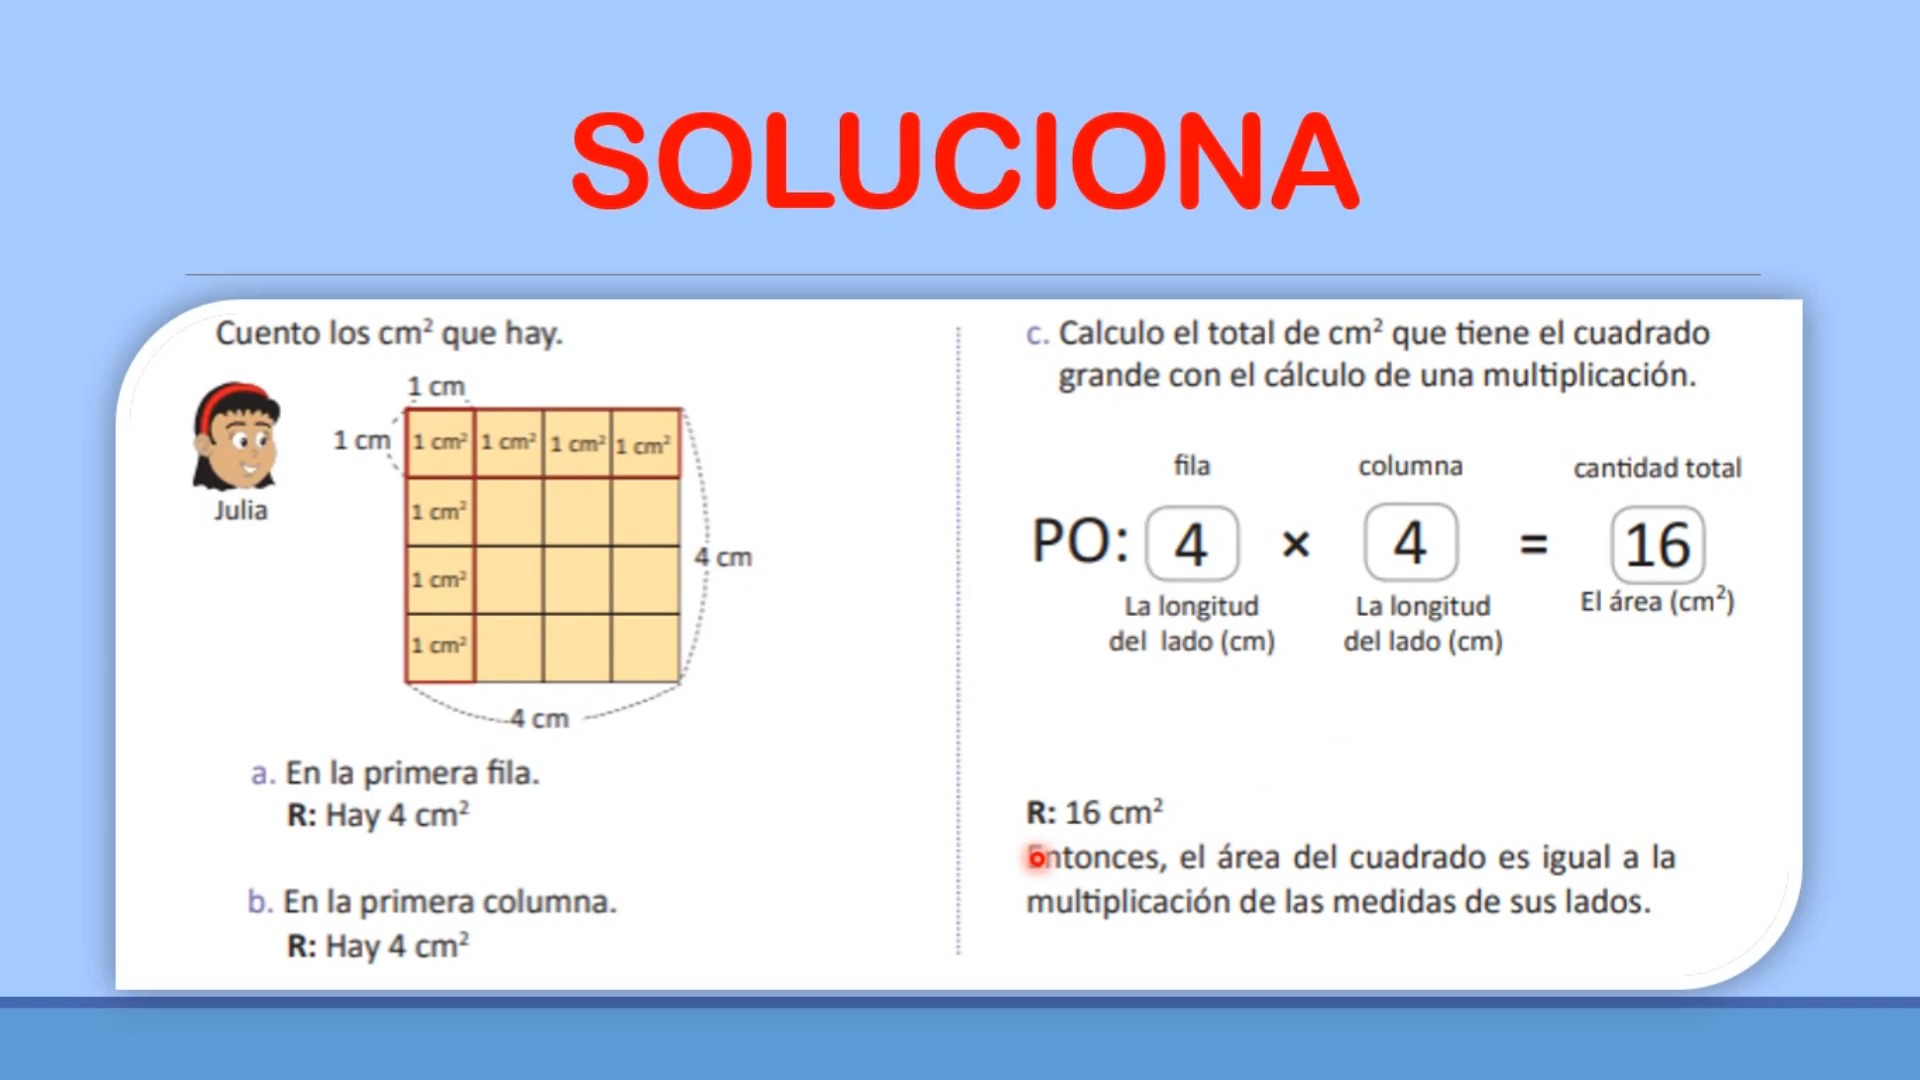 SOLUCIONA
Cuento los cm² que hay.
1 cm
1 cm
1 cm² 1 cm² 1 cm² 1 cm²
Julia
1 cm²
1 cm²
1 cm²
4 cm
4 cm
a. En la primera fila.
R: Hay 4 cm²
b. En la primera columna.
R: Hay 4 cm²
c. Calculo el total de cm² que tiene el cuadrado
grande con el cálculo de una multiplicación.
fila columna cantidad total
PO: 4 × 4 = 16
La longitud
del lado (cm)
La longitud
del lado (cm)
El área (cm²)
R: 16 cm²
Entonces, el área del cuadrado es igual a la
multiplicación de las medidas de sus lados.